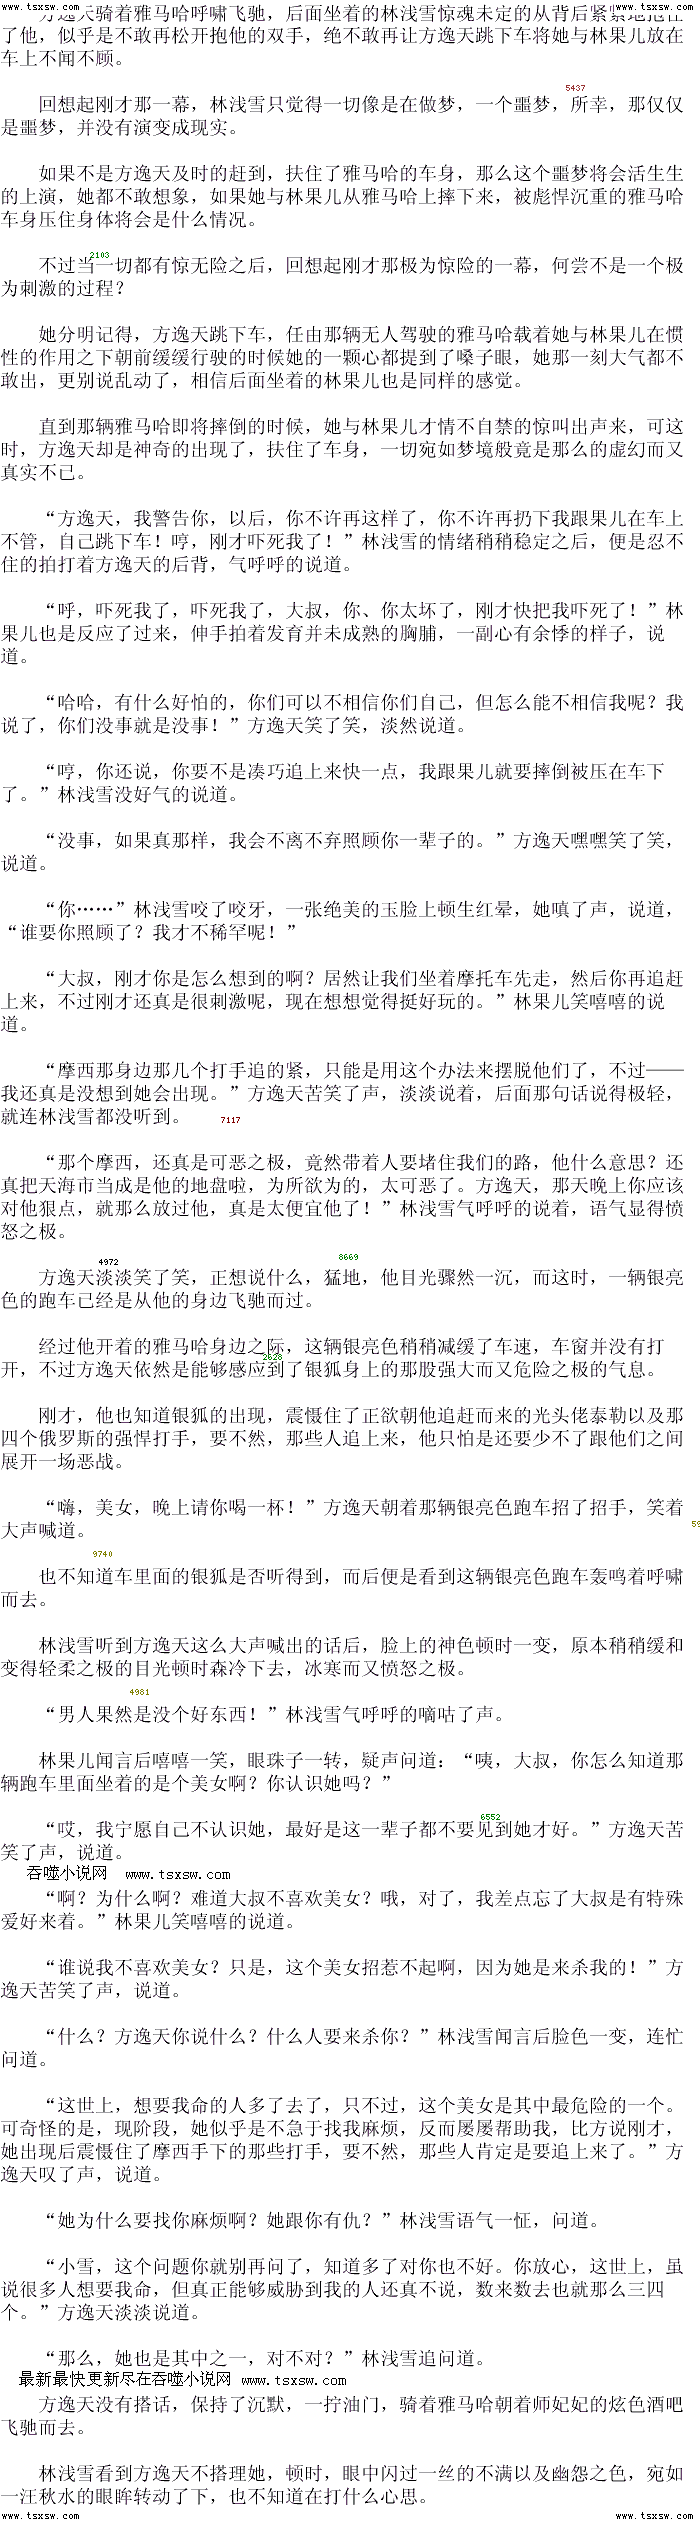 www.tsxsw.com www.tsxsw.com
方逸天骑着雅马哈呼啸飞驰，后面坐着的林浅雪惊魂未定的从背后紧紧地抱住
了他，似乎是不敢再松开抱他的双手，绝不敢再让方逸天跳下车将她与林果儿放在
车上不闻不顾。
5437
回想起刚才那一幕，林浅雪只觉得一切像是在做梦，一个噩梦，所幸，那仅仅
是噩梦，并没有演变成现实。
如果不是方逸天及时的赶到，扶住了雅马哈的车身，那么这个噩梦将会活生生
的上演，她都不敢想象，如果她与林果儿从雅马哈上摔下来，被彪悍沉重的雅马哈
车身压住身体将会是什么情况。
2103
不过当一切都有惊无险之后，回想起刚才那极为惊险的一幕，何尝不是一个极
为刺激的过程？
她分明记得，方逸天跳下车，任由那辆无人驾驶的雅马哈载着她与林果儿在惯
性的作用之下朝前缓缓行驶的时候她的一颗心都提到了嗓子眼，她那一刻大气都不
敢出，更别说乱动了，相信后面坐着的林果儿也是同样的感觉。
直到那辆雅马哈即将摔倒的时候，她与林果儿才情不自禁的惊叫出声来，可这
时，方逸天却是神奇的出现了，扶住了车身，一切宛如梦境般竟是那么的虚幻而又
真实不已。
“方逸天，我警告你，以后，你不许再这样了，你不许再扔下我跟果儿在车上
不管，自己跳下车！哼，刚才吓死我了！”林浅雪的情绪稍稍稳定之后，便是忍不
住的拍打着方逸天的后背，气呼呼的说道。
“呼，吓死我了，吓死我了，大叔，你、你太坏了，刚才快把我吓死了！”林
果儿也是反应了过来，伸手拍着发育并未成熟的胸脯，一副心有余悸的样子，说
道。
“哈哈，有什么好怕的，你们可以不相信你们自己，但怎么能不相信我呢？我
说了，你们没事就是没事！”方逸天笑了笑，淡然说道。
“哼，你还说，你要不是凑巧追上来快一点，我跟果儿就要摔倒被压在车下
了。”林浅雪没好气的说道。
“没事，如果真那样，我会不离不弃照顾你一辈子的。”方逸天嘿嘿笑了笑，
说道。
“你……”林浅雪咬了咬牙，一张绝美的玉脸上顿生红晕，她嗔了声，说道，
“谁要你照顾了？我才不稀罕呢！”
“大叔，刚才你是怎么想到的啊？居然让我们坐着摩托车先走，然后你再追赶
上来，不过刚才还真是很刺激呢，现在想想觉得挺好玩的。”林果儿笑嘻嘻的说
道。
“摩西那身边那几个打手追的紧，只能是用这个办法来摆脱他们了，不过——
我还真是没想到她会出现。”方逸天苦笑了声，淡淡说着，后面那句话说得极轻，
就连林浅雪都没听到。
7117
“那个摩西，还真是可恶之极，竟然带着人要堵住我们的路，他什么意思？还
真把天海市当成是他的地盘啦，为所欲为的，太可恶了。方逸天，那天晚上你应该
对他狠点，就那么放过他，真是太便宜他了！”林浅雪气呼呼的说着，语气显得愤
怒之极。
4972 8669
方逸天淡淡笑了笑，正想说什么，猛地，他目光骤然一沉，而这时，一辆银亮
色的跑车已经是从他的身边飞驰而过。
经过他开着的雅马哈身边之际，这辆银亮色稍稍减缓了车速，车窗并没有打
2628
开，不过方逸天依然是能够感应到了银狐身上的那股强大而又危险之极的气息。
刚才，他也知道银狐的出现，震慑住了正欲朝他追赶而来的光头佬泰勒以及那
四个俄罗斯的强悍打手，要不然，那些人追上来，他只怕是还要少不了跟他们之间
展开一场恶战。
“嗨，美女，晚上请你喝一杯！”方逸天朝着那辆银亮色跑车招了招手，笑着
大声喊道。
59
9740
也不知道车里面的银狐是否听得到，而后便是看到这辆银亮色跑车轰鸣着呼啸
而去。
林浅雪听到方逸天这么大声喊出的话后，脸上的神色顿时一变，原本稍稍缓和
变得轻柔之极的目光顿时森冷下去，冰寒而又愤怒之极。
4981
“男人果然是没个好东西！”林浅雪气呼呼的嘀咕了声。
林果儿闻言后嘻嘻一笑，眼珠子一转，疑声问道：“咦，大叔，你怎么知道那
辆跑车里面坐着的是个美女啊？你认识她吗？”
6552
“哎，我宁愿自己不认识她，最好是这一辈子都不要见到她才好。”方逸天苦
笑了声，说道。
吞噬小说网 www.tsxsw.com
“啊？为什么啊？难道大叔不喜欢美女？哦，对了，我差点忘了大叔是有特殊
爱好来着。”林果儿笑嘻嘻的说道。
“谁说我不喜欢美女？只是，这个美女招惹不起啊，因为她是来杀我的！”方
逸天苦笑了声，说道。
“什么？方逸天你说什么？什么人要来杀你？”林浅雪闻言后脸色一变，连忙
问道。
“这世上，想要我命的人多了去了，只不过，这个美女是其中最危险的一个。
可奇怪的是，现阶段，她似乎是不急于找我麻烦，反而屡屡帮助我，比方说刚才，
她出现后震慑住了摩西手下的那些打手，要不然，那些人肯定是要追上来了。”方
逸天叹了声，说道。
“她为什么要找你麻烦啊？她跟你有仇？”林浅雪语气一怔，问道。
“小雪，这个问题你就别再问了，知道多了对你也不好。你放心，这世上，虽
说很多人想要我命，但真正能够威胁到我的人还真不说，数来数去也就那么三四
个。”方逸天淡淡说道。
“那么，她也是其中之一，对不对？”林浅雪追问道。
最新最快更新尽在吞噬小说网 www.tsxsw.com
方逸天没有搭话，保持了沉默，一拧油门，骑着雅马哈朝着师妃妃的炫色酒吧
飞驰而去。
林浅雪看到方逸天不搭理她，顿时，眼中闪过一丝的不满以及幽怨之色，宛如
一汪秋水的眼眸转动了下，也不知道在打什么心思。
www.tsxsw.com www.tsxsw.com